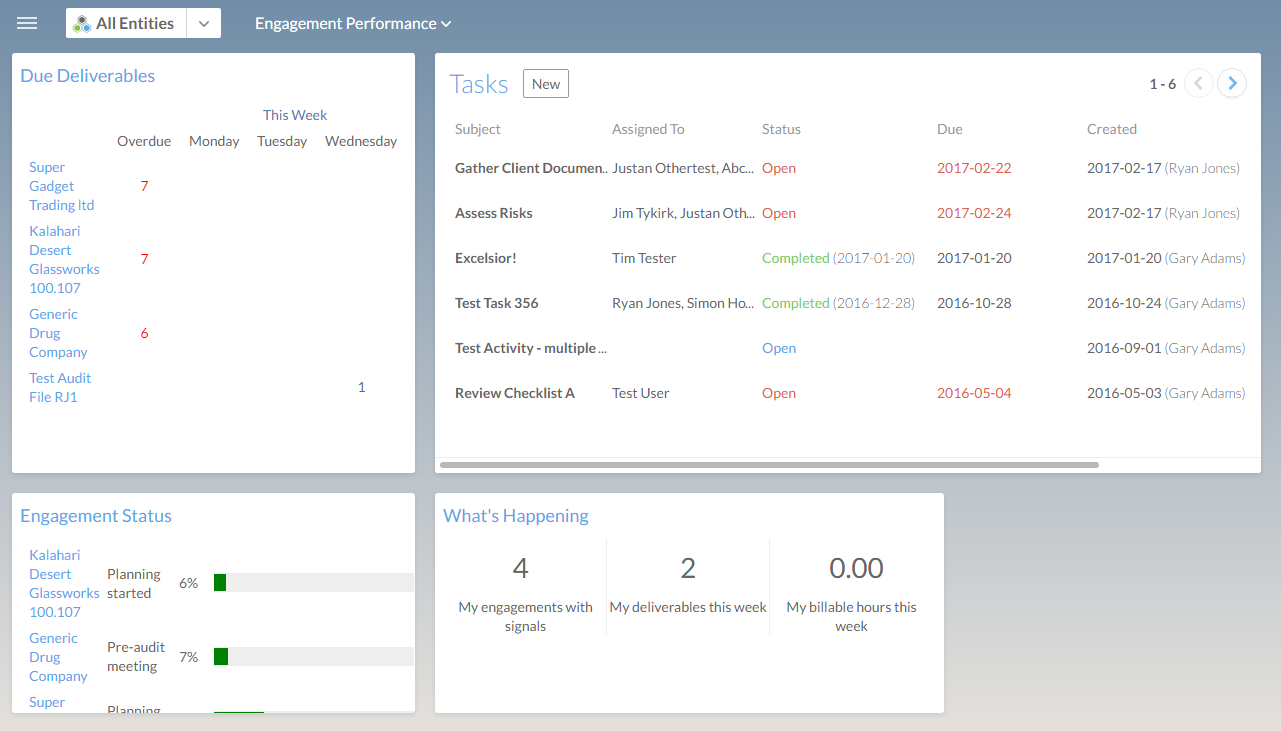 All Entities
Engagement Performance
Due Deliverables
This Week
Overdue Monday Tuesday Wednesday
Super
Gadget
Trading ltd
7
Kalahari
Desert
Glassworks
100.107
7
Generic
Drug
Company
6
Test Audit
File RJ1
1
Tasks New 1 - 6
Subject Assigned To Status Due Created
Gather Client Documen... Justan Othertest, Abc... Open 2017-02-22 2017-02-17 (Ryan Jones)
Assess Risks Jim Tykirk, Justan Oth... Open 2017-02-24 2017-02-17 (Ryan Jones)
Excelsior! Tim Tester Completed (2017-01-20) 2017-01-20 2017-01-20 (Gary Adams)
Test Task 356 Ryan Jones, Simon Ho... Completed (2016-12-28) 2016-10-28 2016-10-24 (Gary Adams)
Test Activity - multiple ... Open 2016-09-01 (Gary Adams)
Review Checklist A Test User Open 2016-05-04 2016-05-03 (Gary Adams)
Engagement Status
Kalahari
Desert
Glassworks
100.107
Planning
started
6%
Generic
Drug
Company
Pre-audit
meeting
7%
Super
Planning
What's Happening
4
My engagements with
signals
2
My deliverables this week
0.00
My billable hours this
week